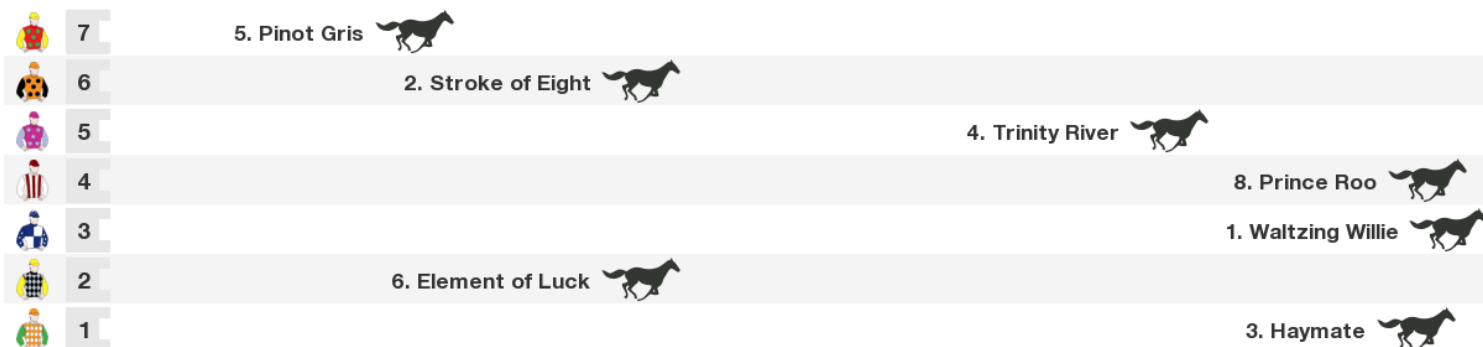 7 5. Pinot Gris
6 2. Stroke of Eight
5 4. Trinity River
4 8. Prince Roo
3 1. Waltzing Willie
2 6. Element of Luck
1 3. Haymate